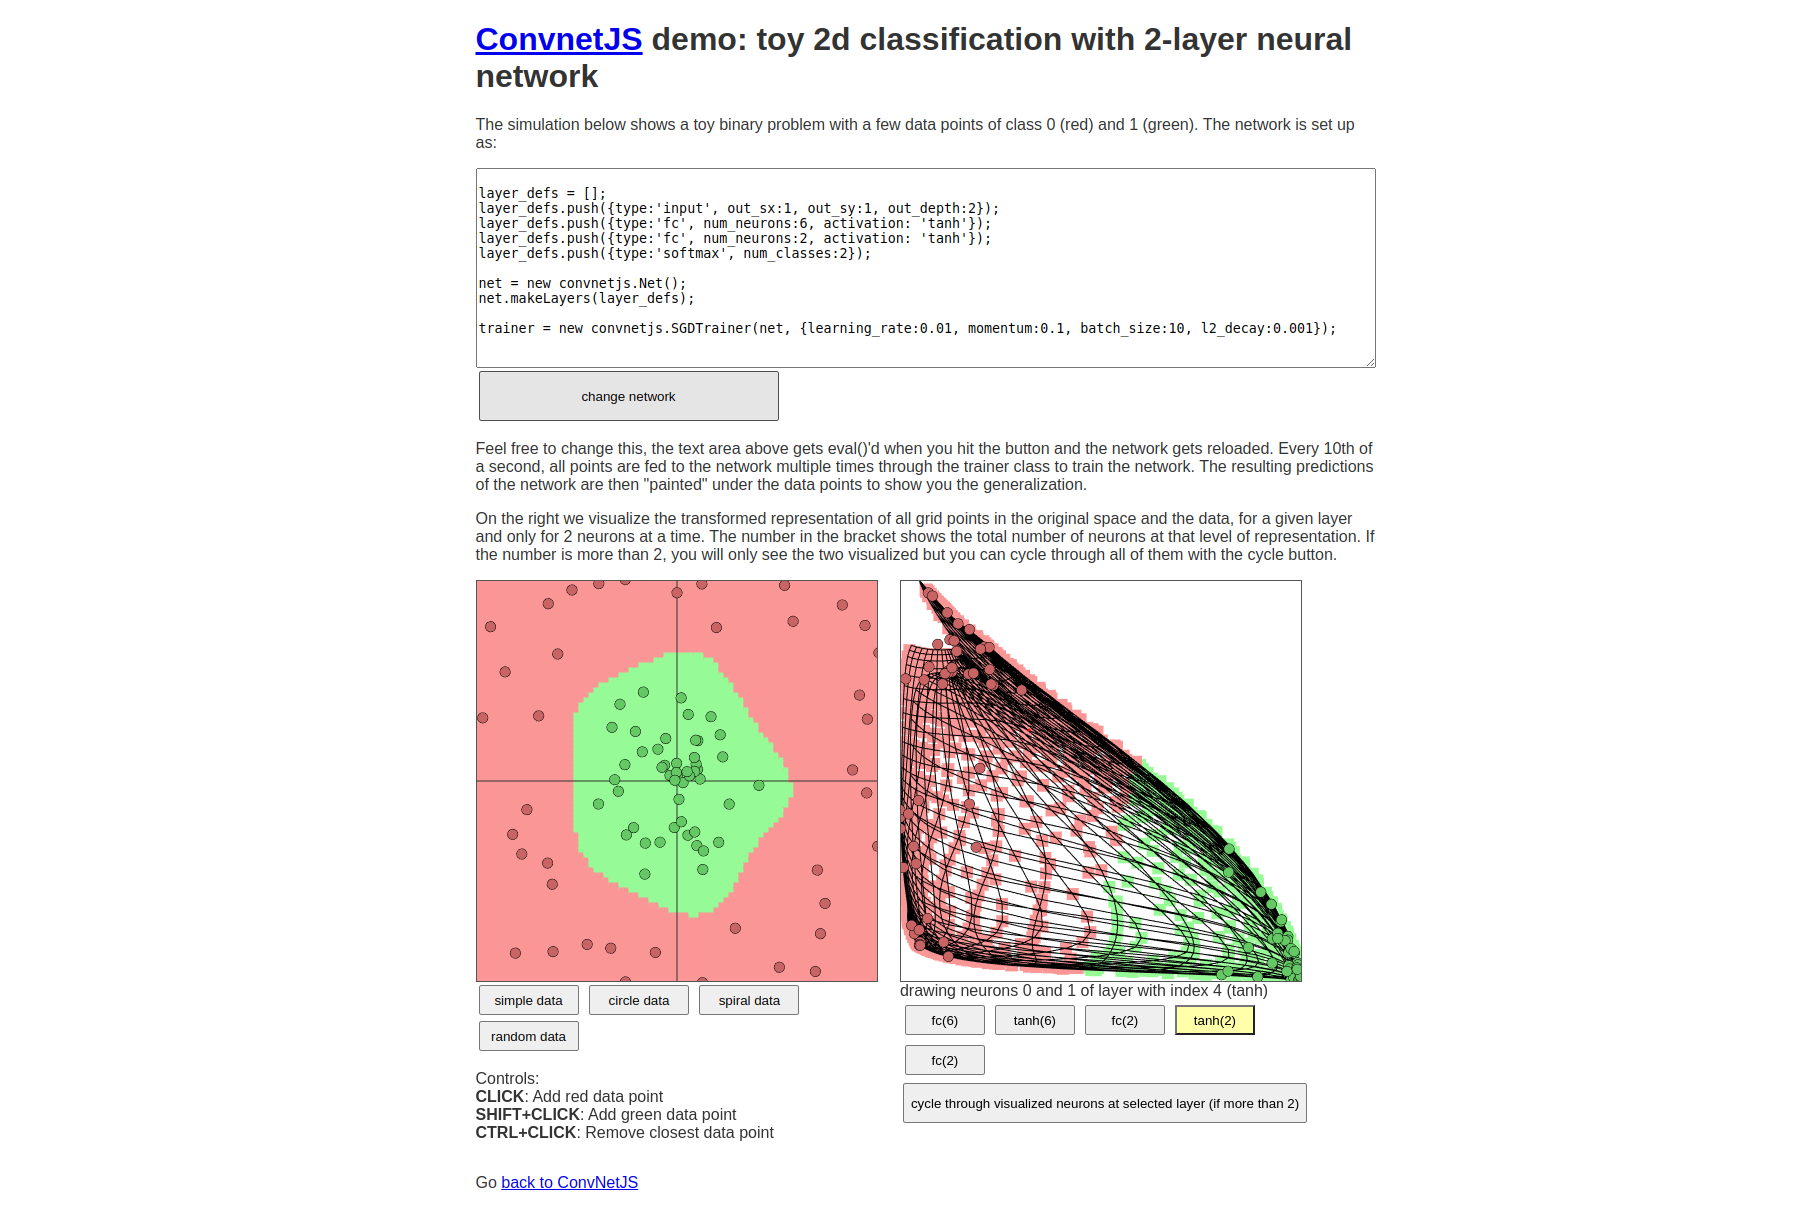 ConvnetJS demo: toy 2d classification with 2-layer neural
network
The simulation below shows a toy binary problem with a few data points of class 0 (red) and 1 (green). The network is set up
as:
layer_defs = [];
layer_defs.push({type:'input', out_sx:1, out_sy:1, out_depth:2});
layer_defs.push({type:'fc', num_neurons:6, activation: 'tanh'});
layer_defs.push({type:'fc', num_neurons:2, activation: 'tanh'});
layer_defs.push({type:'softmax', num_classes:2});
net = new convnetjs.Net();
net.makeLayers(layer_defs);
trainer = new convnetjs.SGDTrainer(net, {learning_rate:0.01, momentum:0.1, batch_size:10, l2_decay:0.001});
change network
Feel free to change this, the text area above gets eval()'d when you hit the button and the network gets reloaded. Every 10th of
a second, all points are fed to the network multiple times through the trainer class to train the network. The resulting predictions
of the network are then "painted" under the data points to show you the generalization.
On the right we visualize the transformed representation of all grid points in the original space and the data, for a given layer
and only for 2 neurons at a time. The number in the bracket shows the total number of neurons at that level of representation. If
the number is more than 2, you will only see the two visualized but you can cycle through all of them with the cycle button.
simple data
circle data
spiral data
random data
Controls:
CLICK: Add red data point
SHIFT+CLICK: Add green data point
CTRL+CLICK: Remove closest data point
drawing neurons 0 and 1 of layer with index 4 (tanh)
fc(6)
tanh(6)
fc(2)
tanh(2)
fc(2)
cycle through visualized neurons at selected layer (if more than 2)
Go back to ConvNetJS